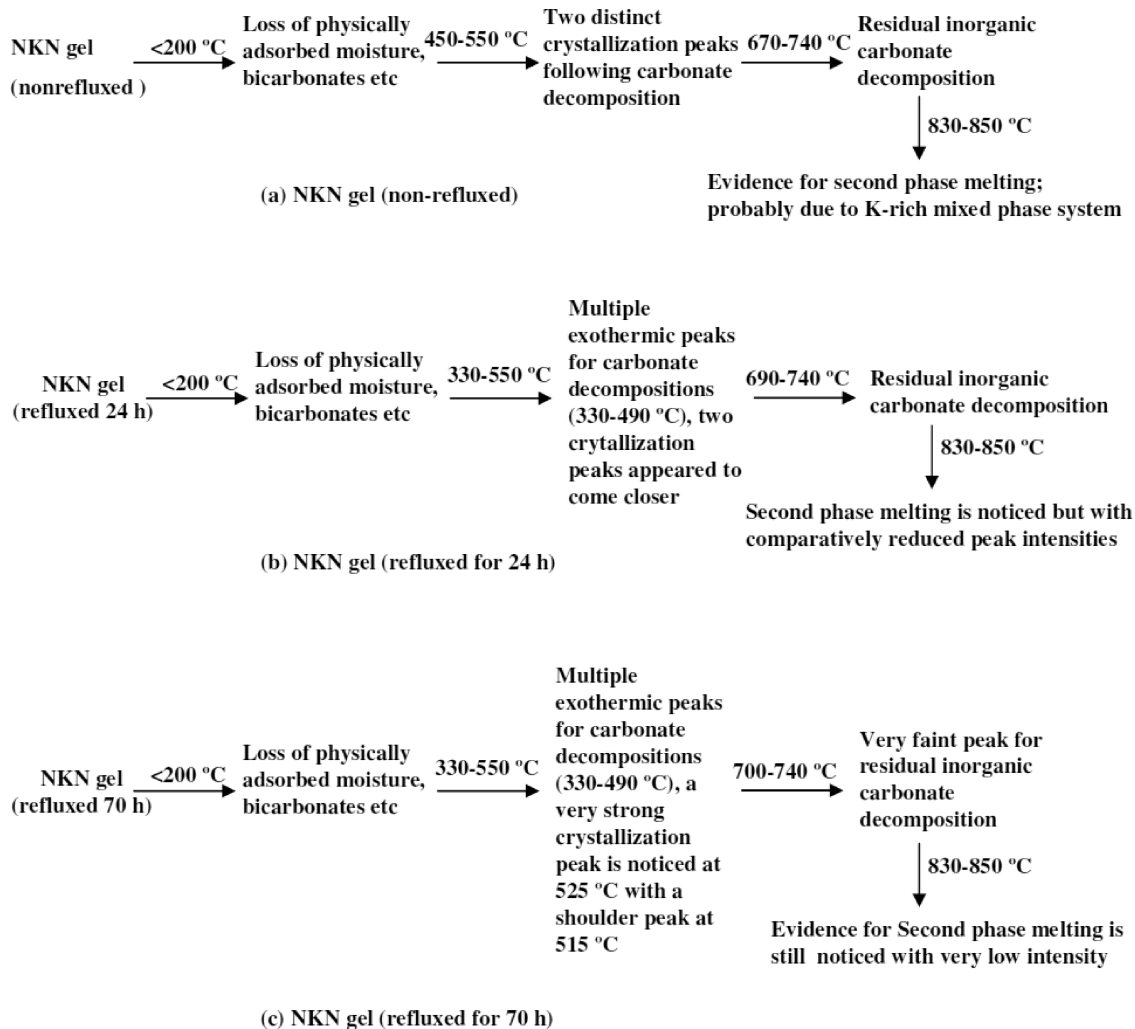 NKN gel
(nonrefluxed )
<200 ºC
Loss of physically
adsorbed moisture,
bicarbonates etc
450-550 ºC
Two distinct
crystallization peaks
following carbonate
decomposition
670-740 ºC
Residual inorganic
carbonate
decomposition
830-850 ºC
Evidence for second phase melting;
probably due to K-rich mixed phase system
(a) NKN gel (non-refluxed)
NKN gel
(refluxed 24 h)
<200 ºC
Loss of physically
adsorbed moisture,
bicarbonates etc
330-550 ºC
Multiple
exothermic peaks
for carbonate
decompositions
(330-490 ºC), two
crytallization
peaks appeared to
come closer
690-740 ºC
Residual inorganic
carbonate decomposition
830-850 ºC
Second phase melting is noticed but with
comparatively reduced peak intensities
(b) NKN gel (refluxed for 24 h)
NKN gel
(refluxed 70 h)
<200 ºC
Loss of physically
adsorbed moisture,
bicarbonates etc
330-550 ºC
Multiple
exothermic peaks
for carbonate
decompositions
(330-490 ºC), a
very strong
crystallization
peak is noticed at
525 ºC with a
shoulder peak at
515 ºC
700-740 ºC
Very faint peak for
residual inorganic
carbonate
decomposition
830-850 ºC
Evidence for Second phase melting is
still noticed with very low intensity
(c) NKN gel (refluxed for 70 h)